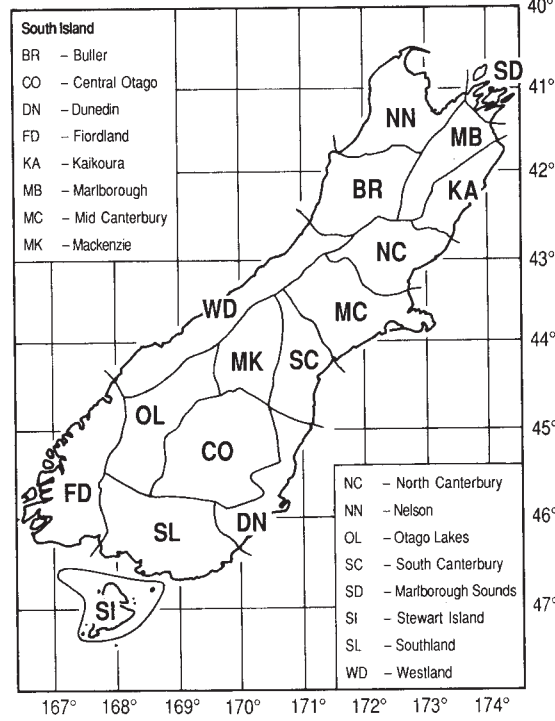 South Island
BR – Buller
CO – Central Otago
DN – Dunedin
FD – Fiordland
KA – Kaikoura
MB – Marlborough
MC – Mid Canterbury
MK – Mackenzie
40°
41°
42°
43°
44°
45°
46°
47°
SD
NN
MB
BR
KA
NC
WD
MC
MK
SC
OL
CO
FD
SL
DN
SI
NC – North Canterbury
NN – Nelson
OL – Otago Lakes
SC – South Canterbury
SD – Marlborough Sounds
SI – Stewart Island
SL – Southland
WD – Westland
167° 168° 169° 170° 171° 172° 173° 174°